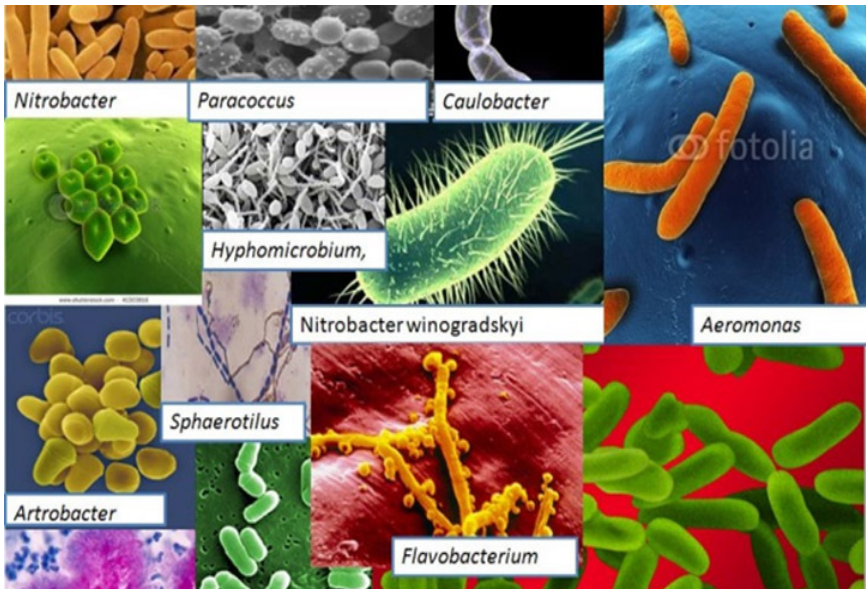 Nitrobacter
Paracoccus
Caulobacter
fotolia
Hyphomicrobium,
Nitrobacter winogradskyi
Aeromonas
corbis
Sphaerotilus
Artrobacter
Flavobacterium